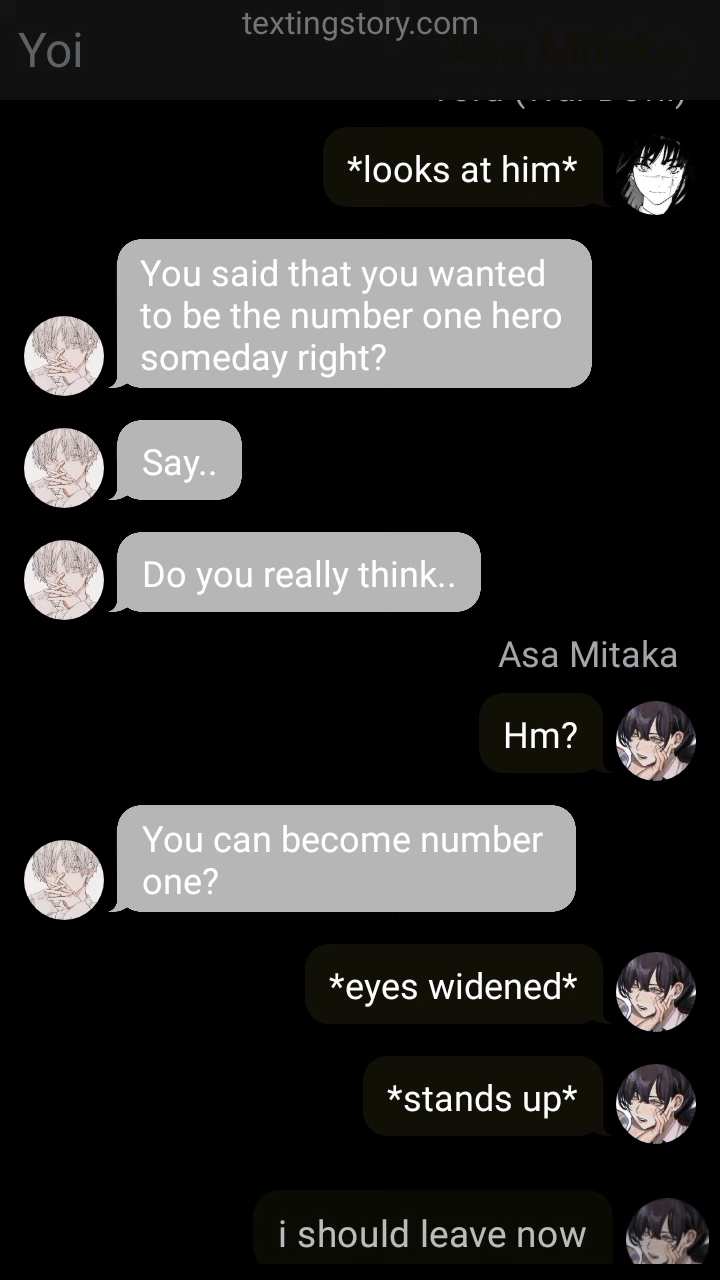 textingstory.com
Yoi
Asa Mitaka
*looks at him*
You said that you wanted
to be the number one hero
someday right?
Say..
Do you really think..
Asa Mitaka
Hm?
You can become number
one?
*eyes widened*
*stands up*
i should leave now